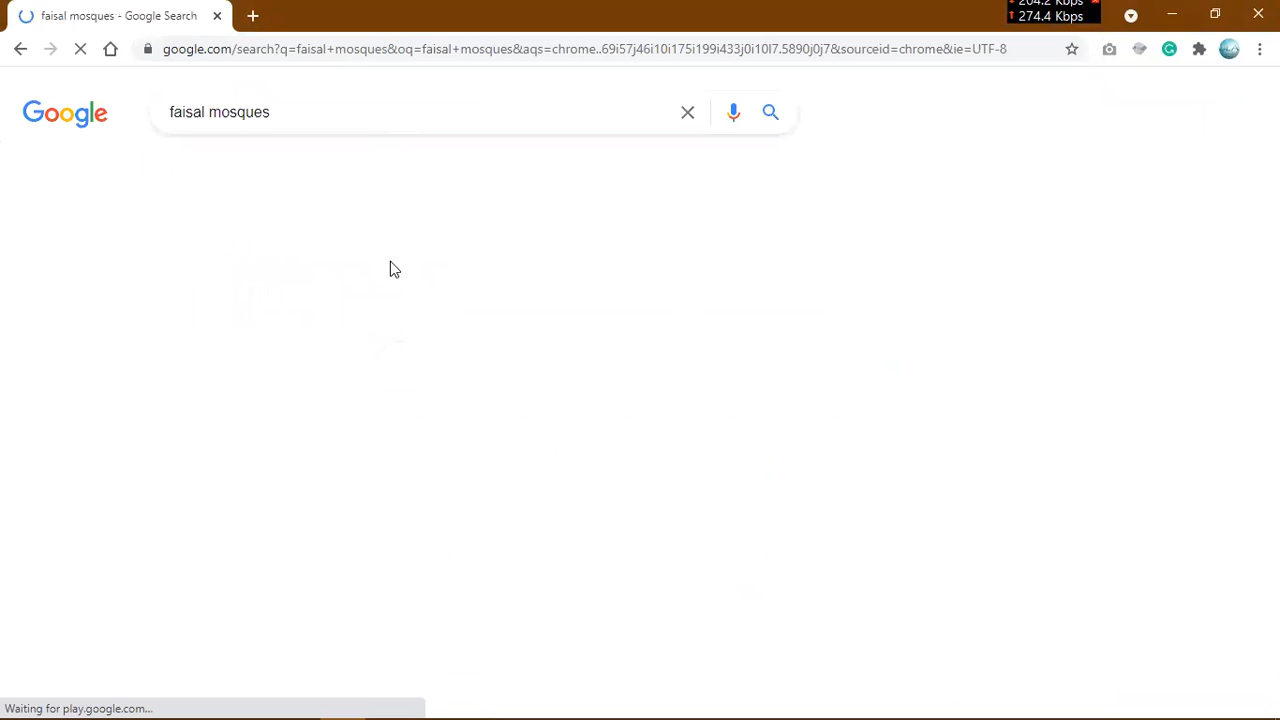 faisal mosques - Google Search
204.2 Kbps
274.4 Kbps
google.com/search?q=faisal+mosques&oq=faisal+mosques&aqs=chrome..69i57j46i10i175i199i433j0i10l7.5890j0j7&sourceid=chrome&ie=UTF-8
Google
faisal mosques
Waiting for play.google.com...